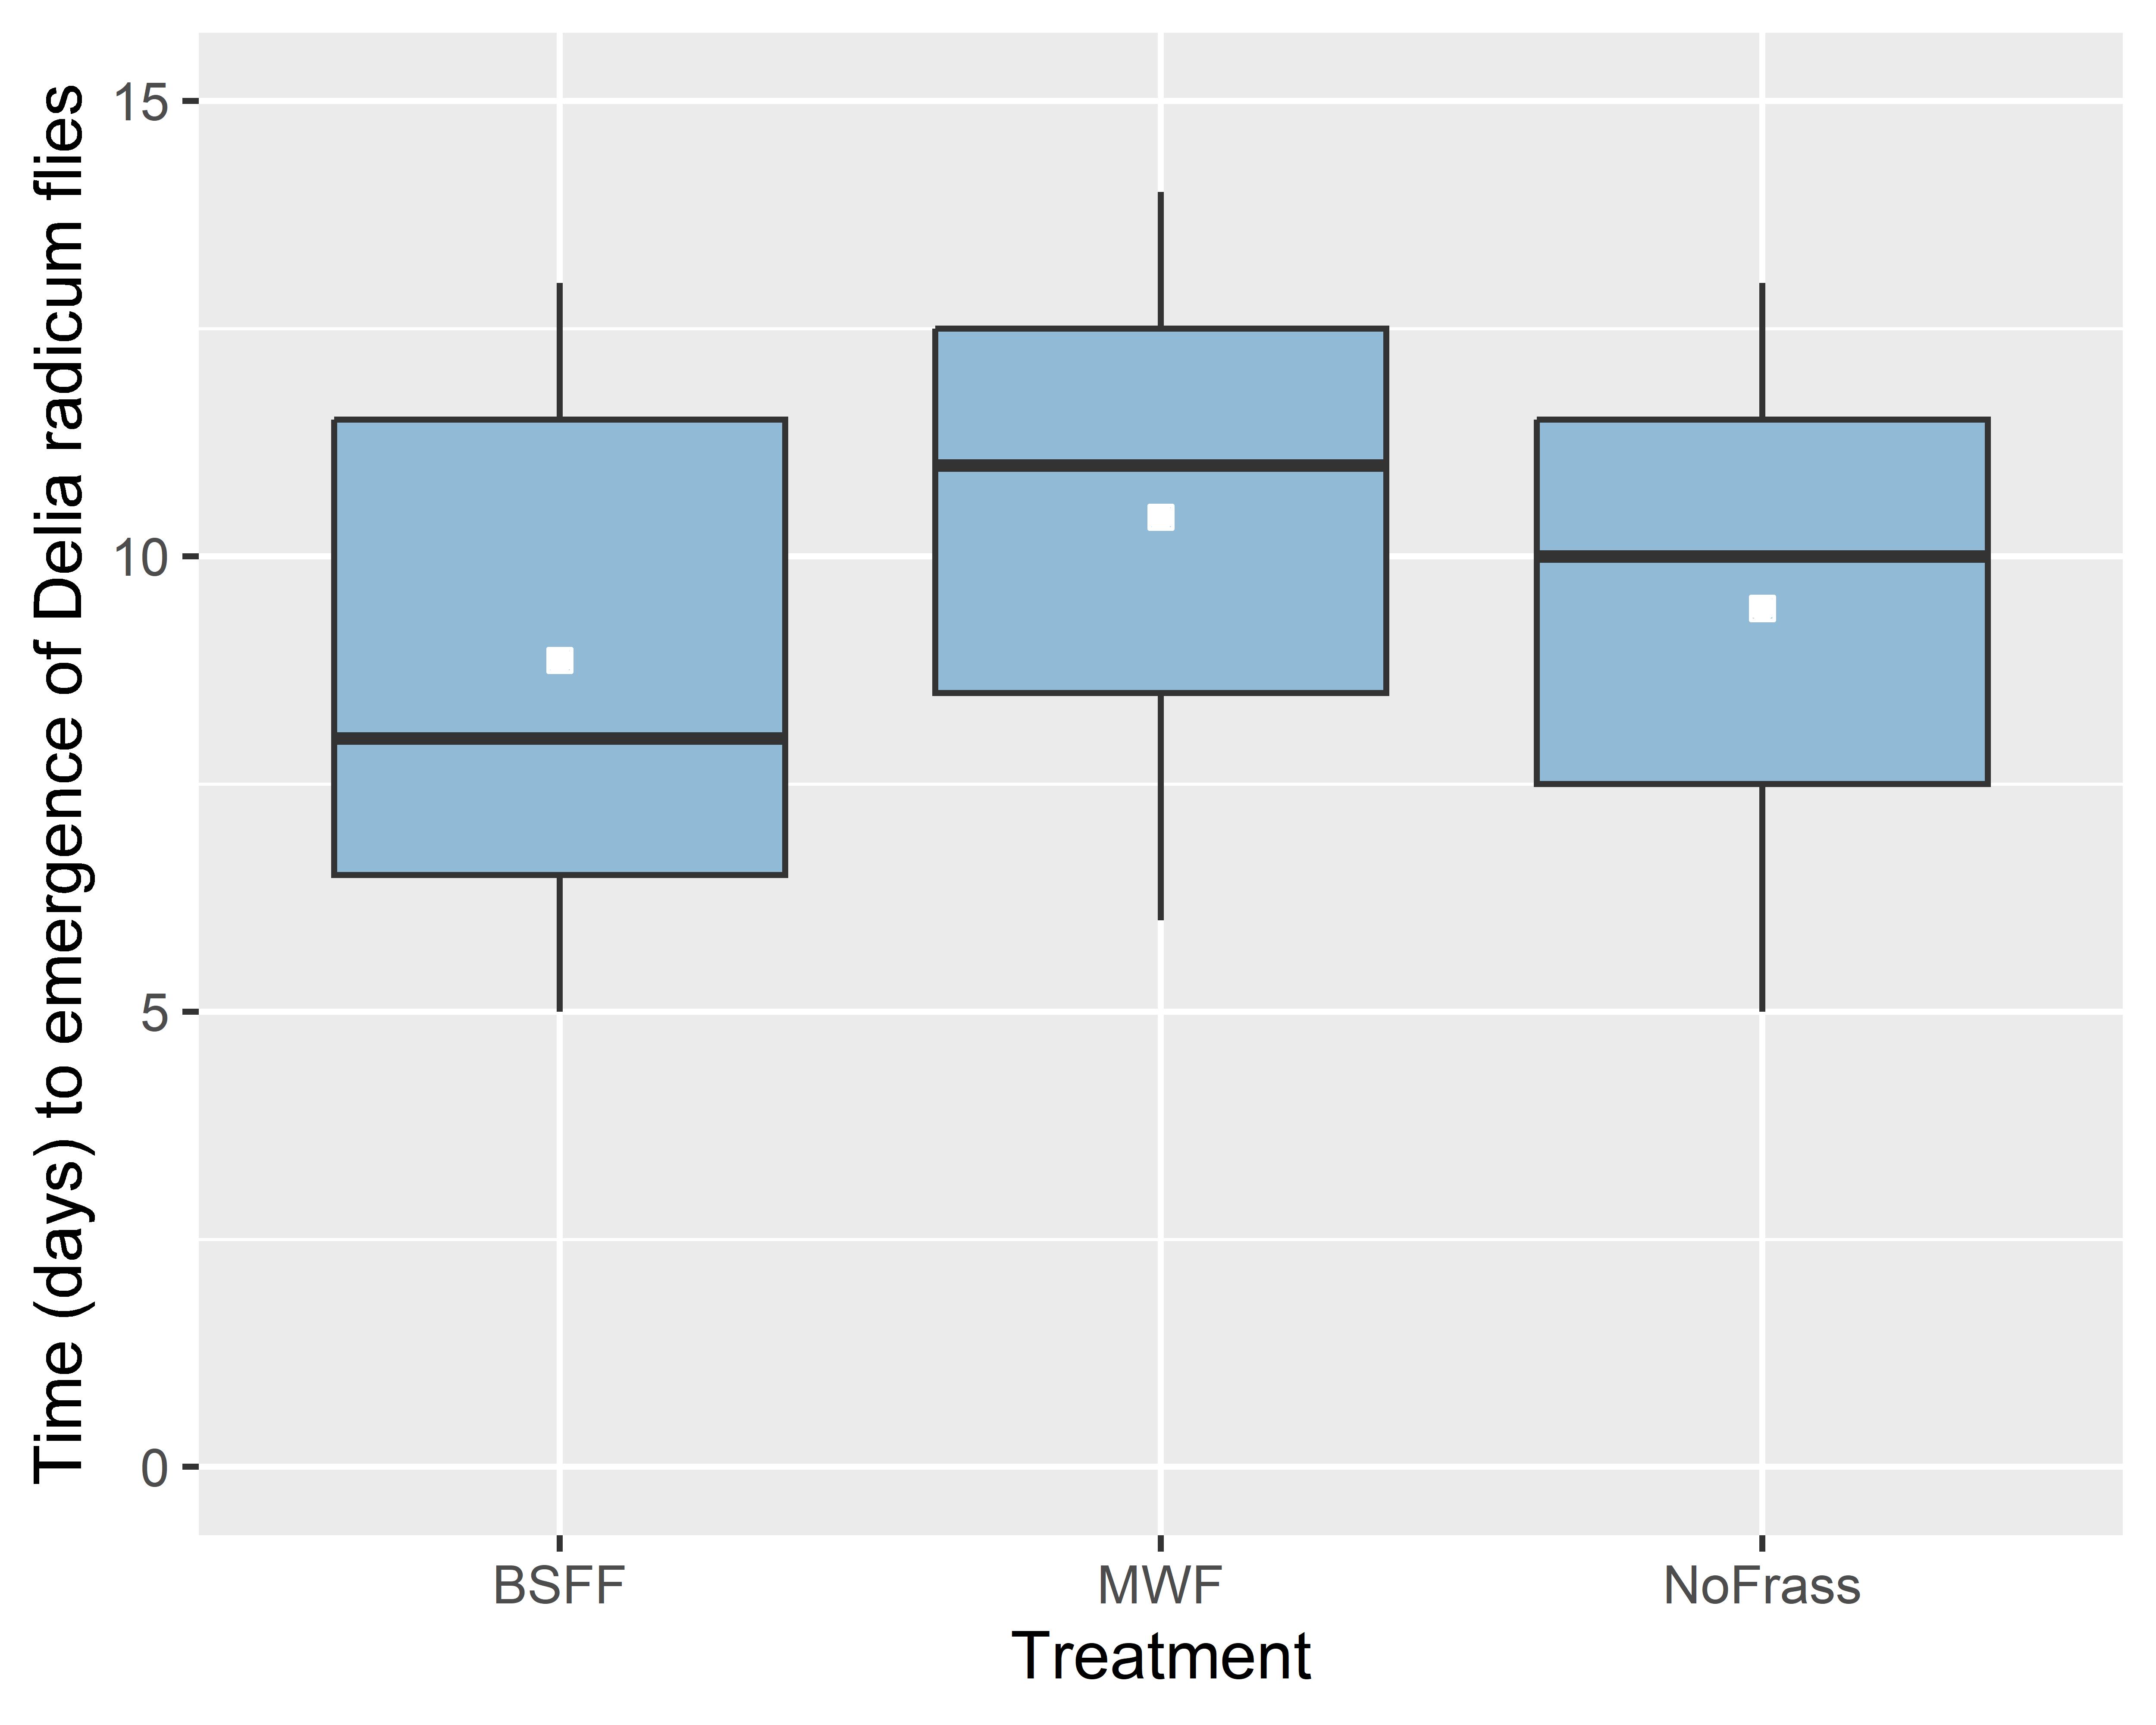 Time (days) to emergence of Delia radicum flies
15
10
5
0
BSFF
MWF
NoFrass
Treatment